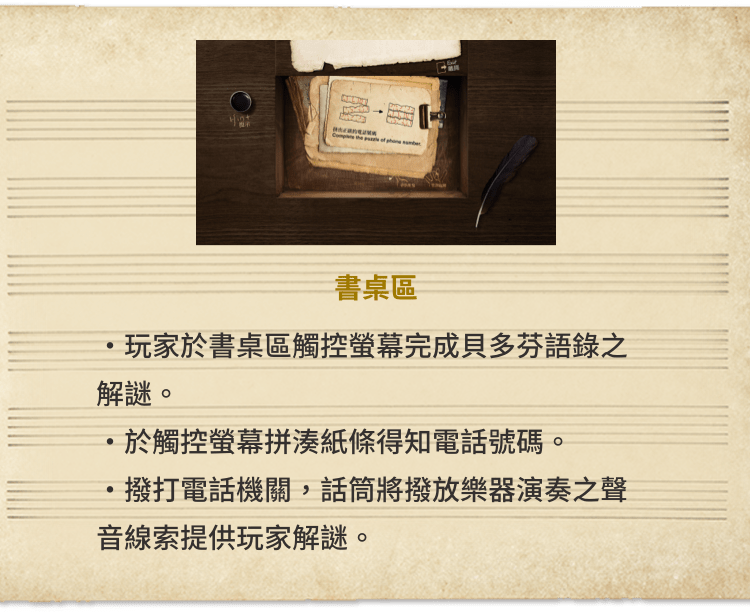 Exit
離開
提示
拼出正確的電話號碼
Complete the puzzle of phone number.
書桌區
・玩家於書桌區觸控螢幕完成貝多芬語錄之
解謎。
・於觸控螢幕拼湊紙條得知電話號碼。
・撥打電話機關，話筒將撥放樂器演奏之聲
音線索提供玩家解謎。